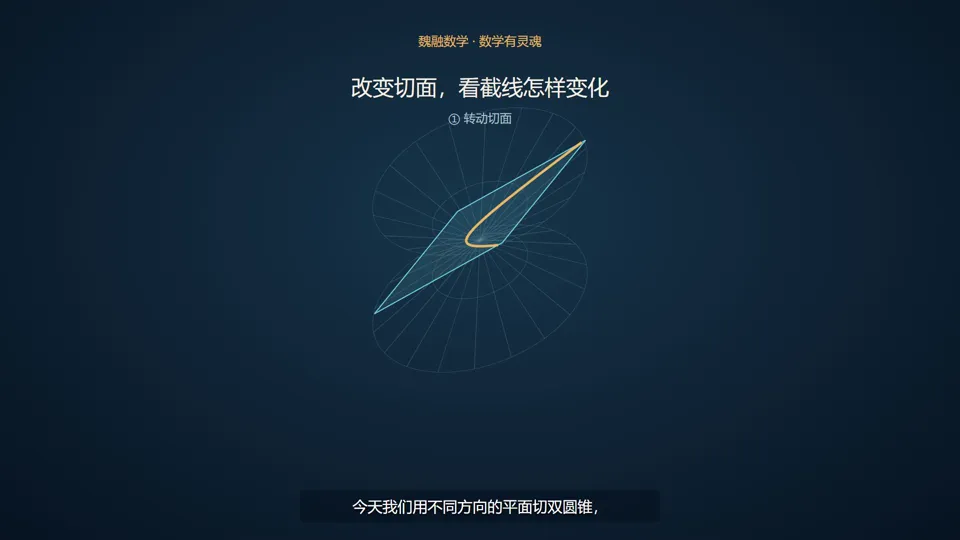 魏融数学 · 数学有灵魂
改变切面，看截线怎样变化
① 转动切面
今天我们用不同方向的平面切双圆锥，